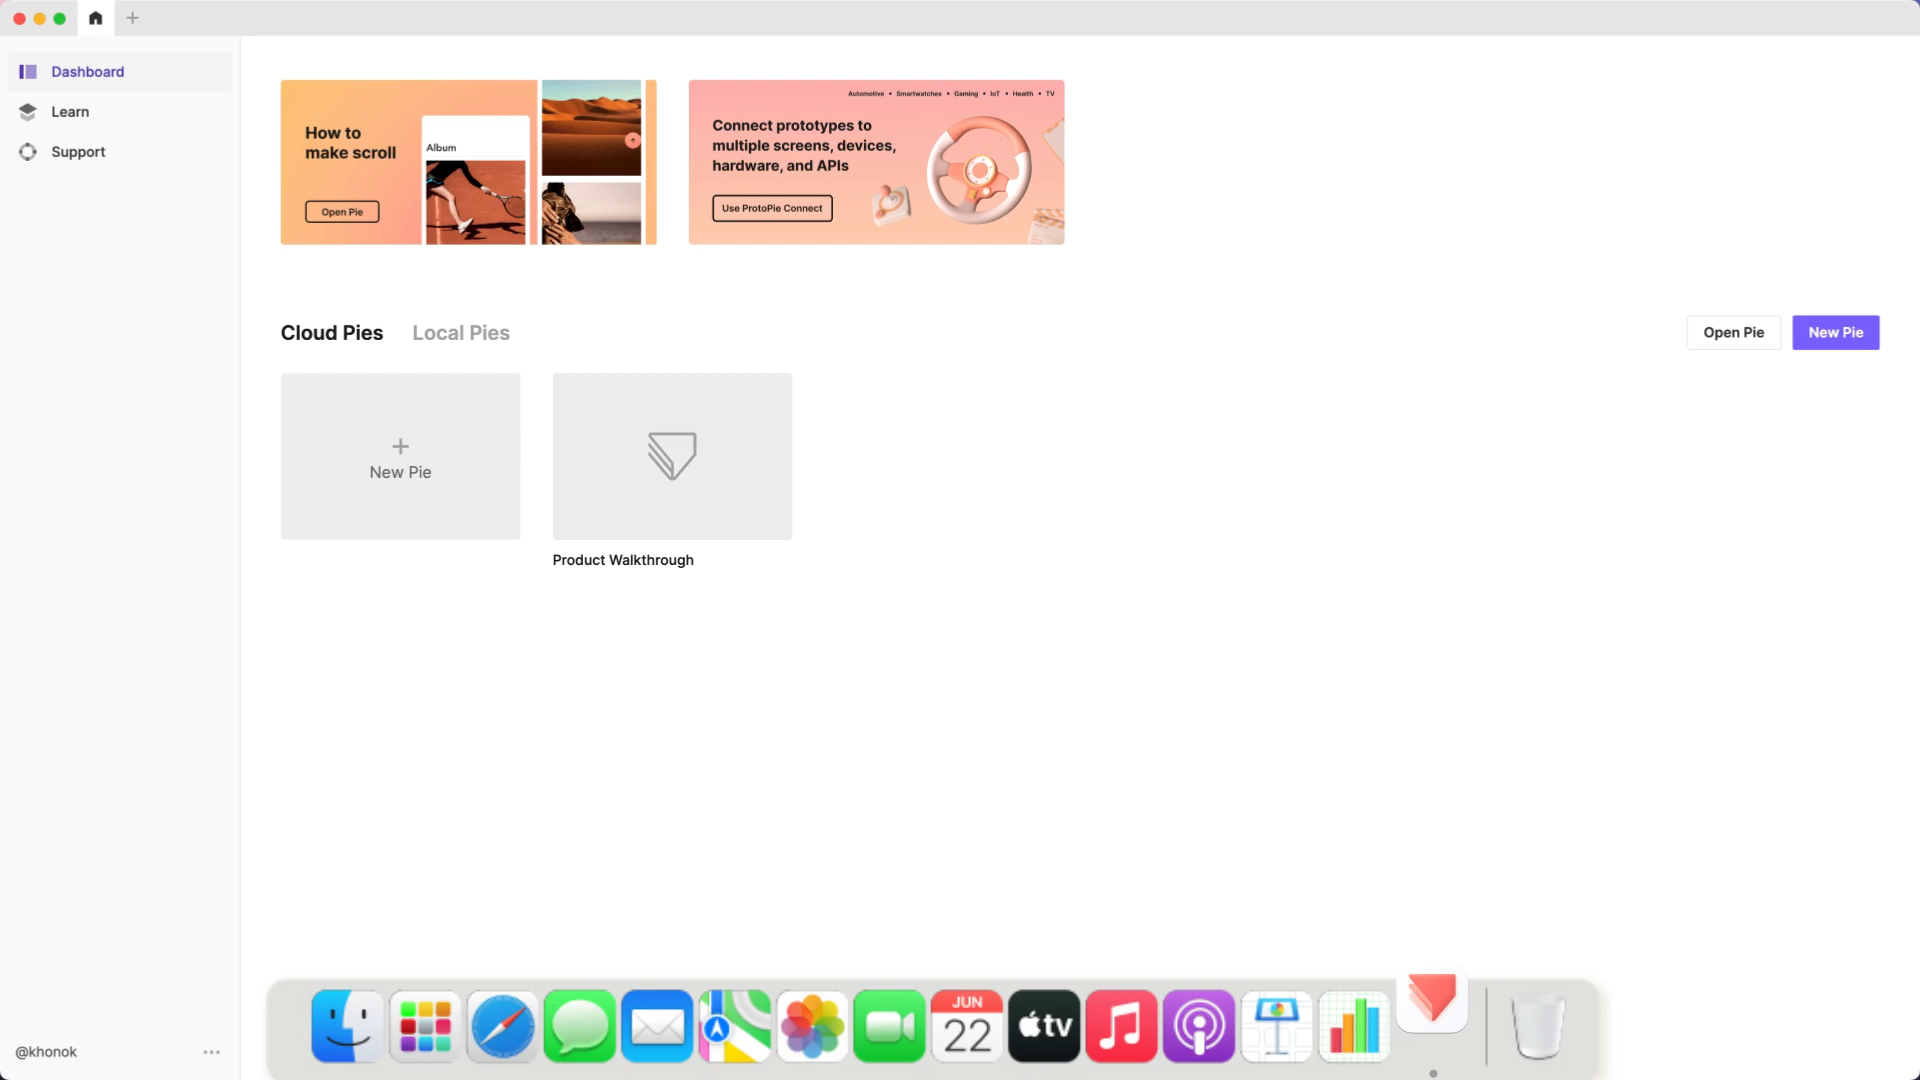 Dashboard
Learn
Support
How to
make scroll
Open Pie
Album
Automotive • Smartwatches • Gaming • IoT • Health • TV
Connect prototypes to
multiple screens, devices,
hardware, and APIs
Use ProtoPie Connect
Cloud Pies
Local Pies
Open Pie
New Pie
New Pie
Product Walkthrough
@khonok
JUN
22
tv